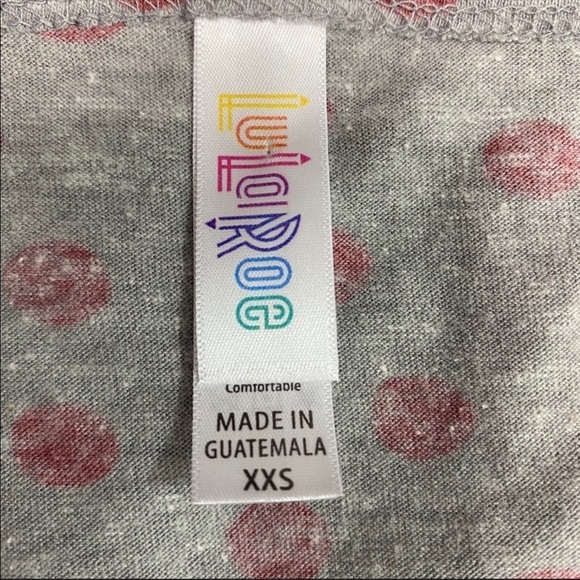 LuLaRoe
Comfortable
MADE IN
GUATEMALA
XXS